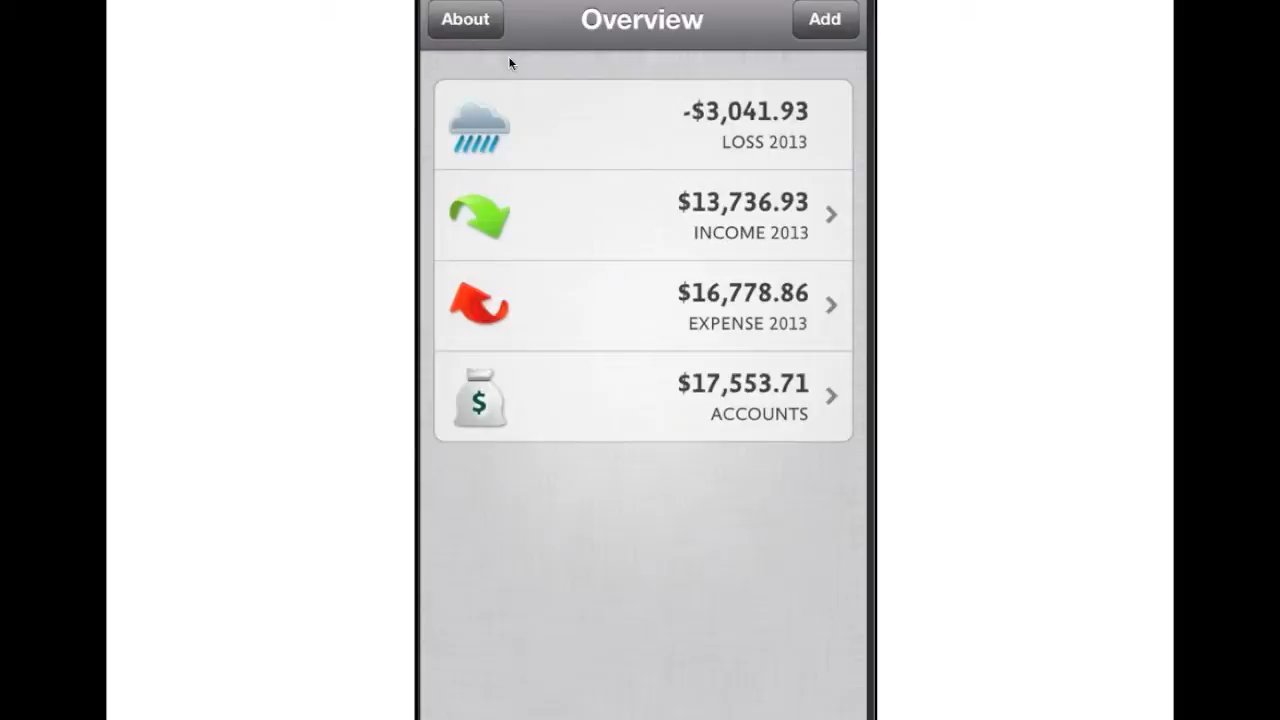 About
Overview
Add
-$3,041.93
LOSS 2013
$13,736.93
INCOME 2013
$16,778.86
EXPENSE 2013
$
$17,553.71
ACCOUNTS